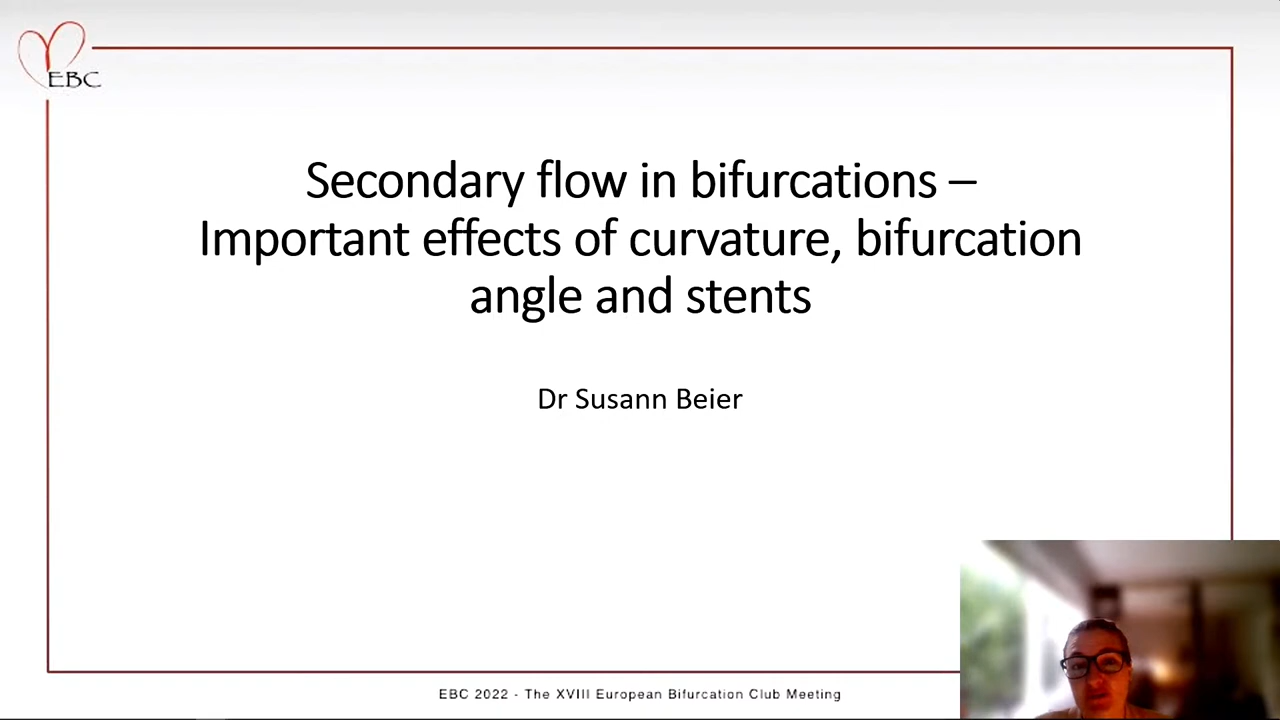 EBC
Secondary flow in bifurcations –
Important effects of curvature, bifurcation
angle and stents
Dr Susann Beier
EBC 2022 - The XVIII European Bifurcation Club Meeting